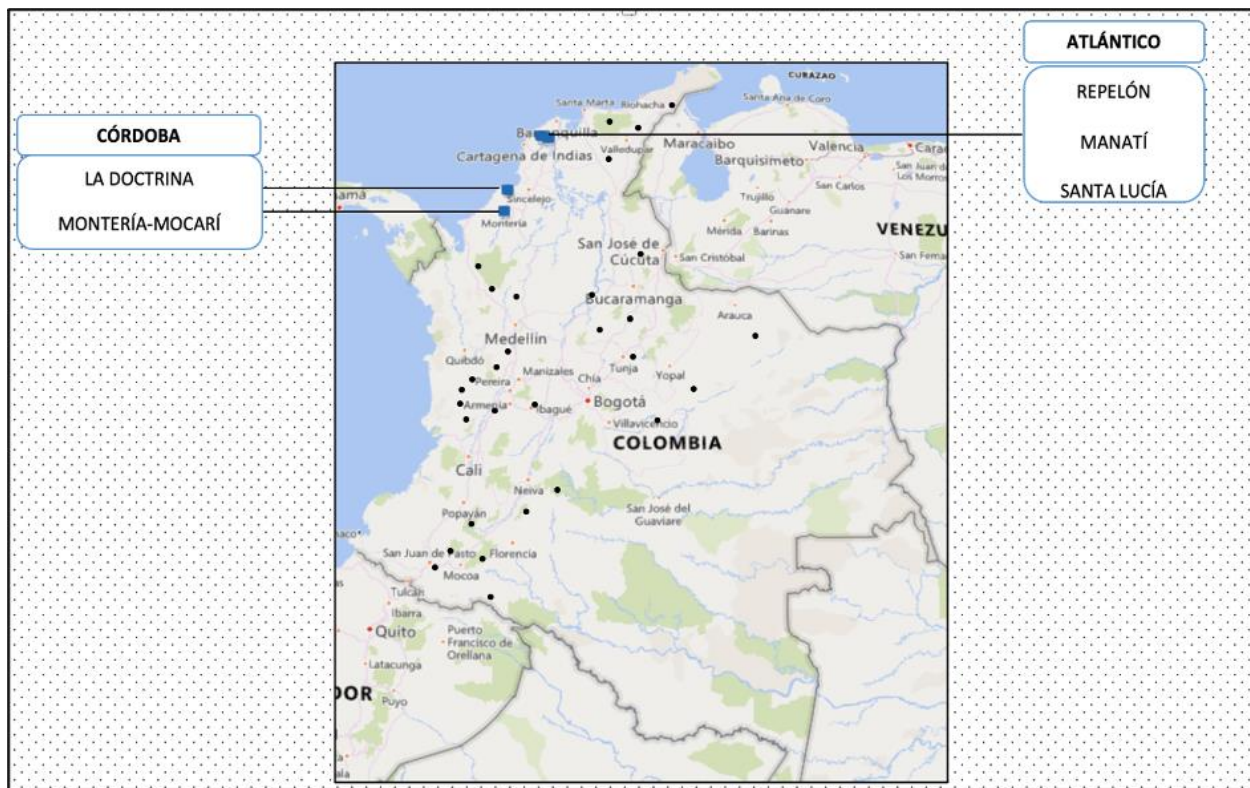 ATLÁNTICO
REPELÓN
MANATÍ
SANTA LUCÍA
CÓRDOBA
LA DOCTRINA
MONTERÍA-MOCARÍ
CURAZAO
Santa Marta
Riohacha
Santa Ana de Coro
Barranquilla
Maracaibo
Valencia
Valledupar
Cartagena de Indias
Barquisimeto
San Juan de
Los Morros
San Carlos
Sincelejo
Trujillo
Guanare
Montería
Mérida
Barinas
VENEZU
San José de
Cúcuta
San Cristóbal
San Ferna
Bucaramanga
Arauca
Medellín
Quibdó
Tunja
Yopal
Manizales
Pereira
Chía
Armenia
Ibagué
Bogotá
Villavicencio
COLOMBIA
Cali
Neiva
Popayán
San José del
Guaviare
San Juan de Pasto
Florencia
Mocoa
Tulcán
Ibarra
Quito
Puerto
Francisco de
Orellana
Latacunga
Puyo
DOR